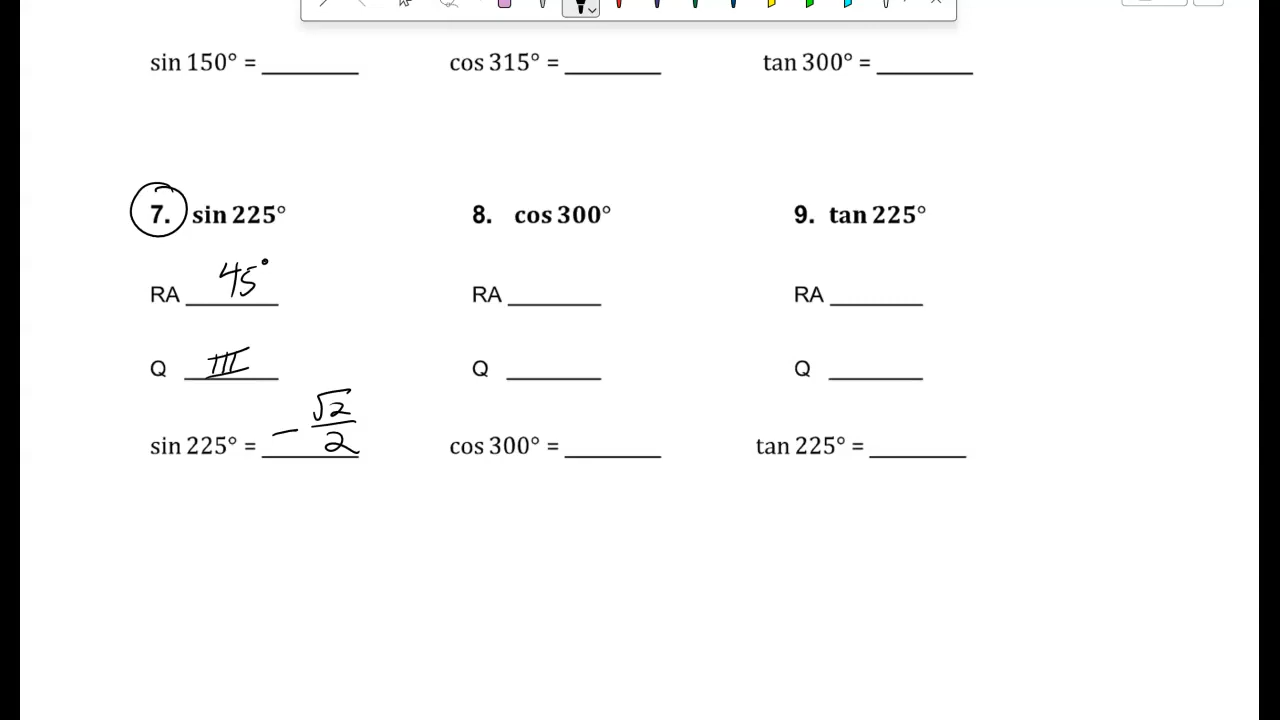 sin 150° = ________ cos 315° = ________ tan 300° = ________
7. sin 225° 8. cos 300° 9. tan 225°
RA 45° RA ________ RA ________
Q III Q ________ Q ________
sin 225° = -√2/2 cos 300° = ________ tan 225° = ________